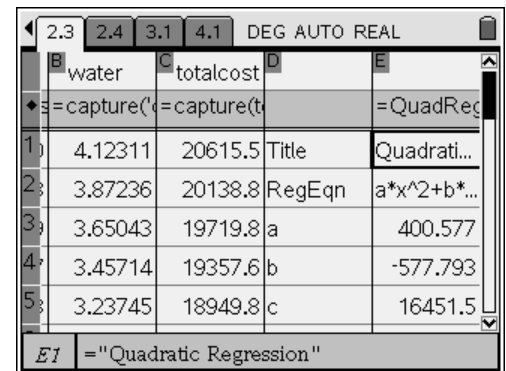 2.3 2.4 3.1 4.1 DEG AUTO REAL
B water C totalcost D E
=capture(' =capture(t =QuadReg
1 4.12311 20615.5 Title Quadrati...
2 3.87236 20138.8 RegEqn a*x^2+b*...
3 3.65043 19719.8 a 400.577
4 3.45714 19357.6 b -577.793
5 3.23745 18949.8 c 16451.5
E1 ="Quadratic Regression"